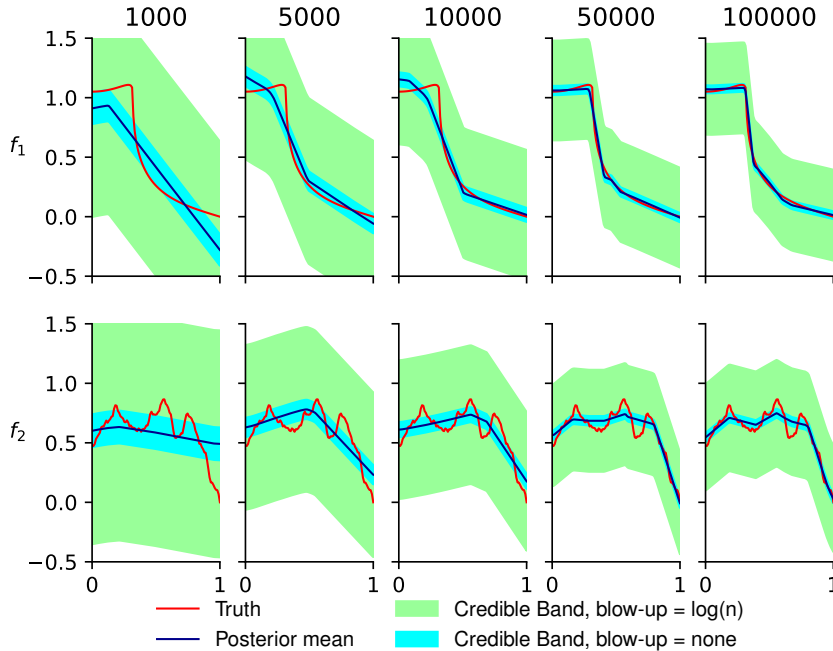 1000 5000 10000 50000 100000
1.5
1.0
f₁ 0.5
0.0
−0.5
1.5
1.0
f₂ 0.5
0.0
−0.5
0 1 0 1 0 1 0 1 0 1
Truth Credible Band, blow-up = log(n)
Posterior mean Credible Band, blow-up = none